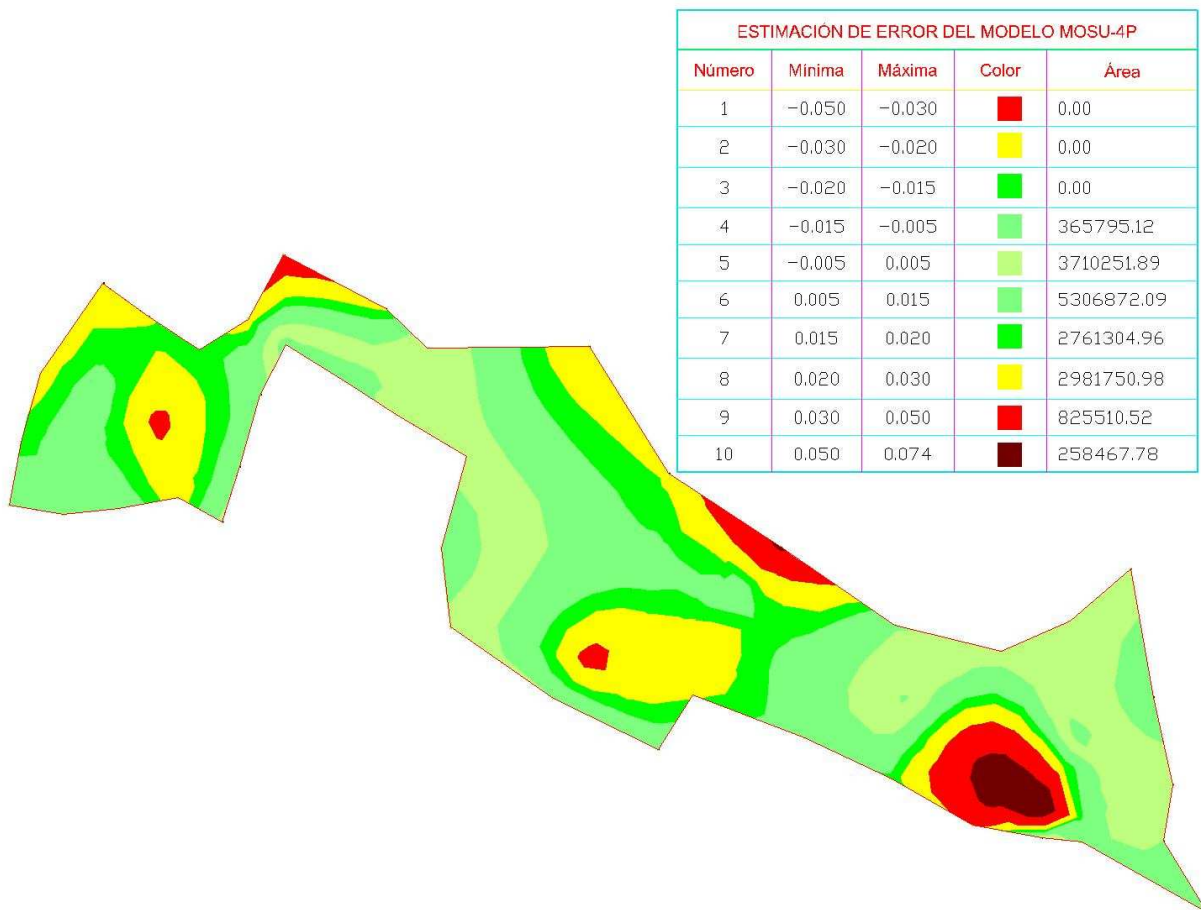 ESTIMACIÓN DE ERROR DEL MODELO MOSU-4P
Número Mínima Máxima Color Área
1 −0.050 −0.030 0.00
2 −0.030 −0.020 0.00
3 −0.020 −0.015 0.00
4 −0.015 −0.005 365795.12
5 −0.005 0.005 3710251.89
6 0.005 0.015 5306872.09
7 0.015 0.020 2761304.96
8 0.020 0.030 2981750.98
9 0.030 0.050 825510.52
10 0.050 0.074 258467.78